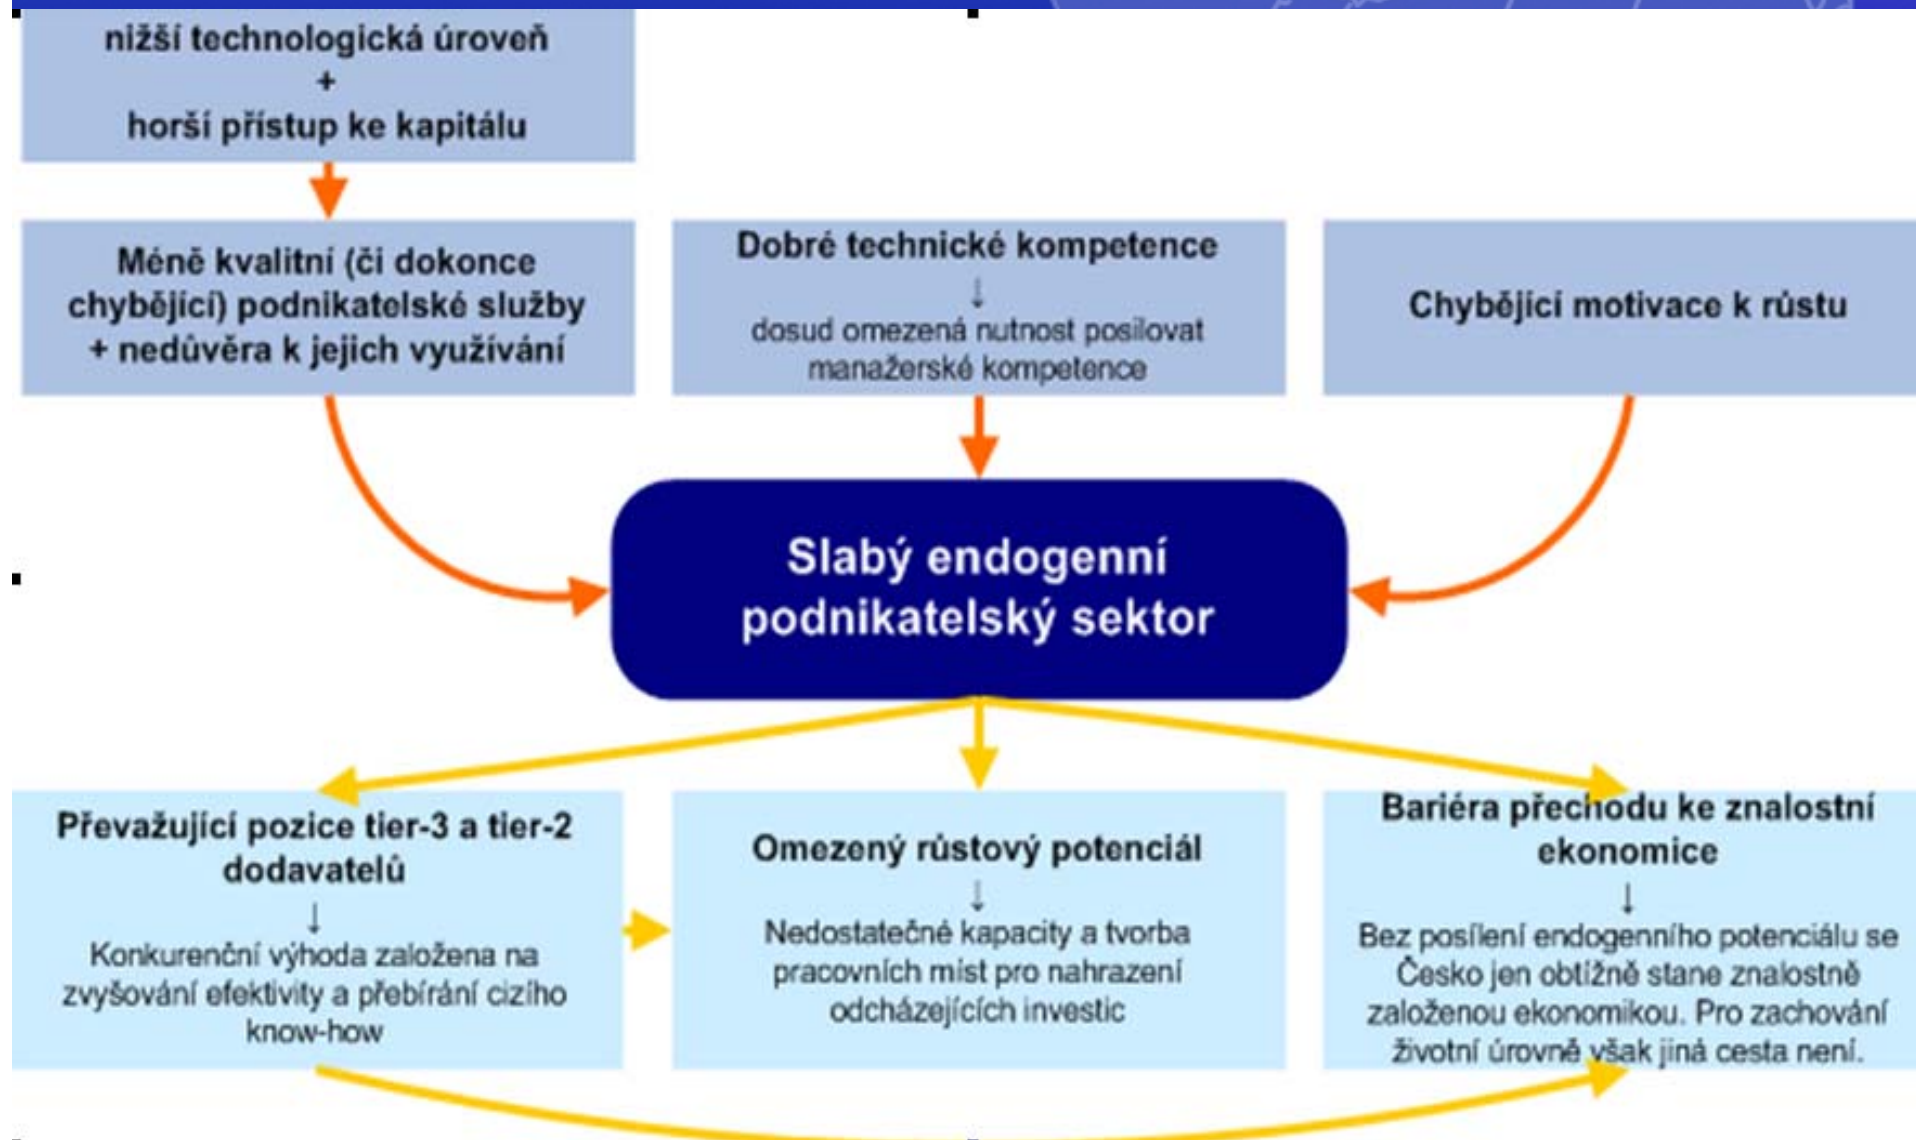 nižší technologická úroveň
+
horší přístup ke kapitálu
Méně kvalitní (či dokonce
chybějící) podnikatelské služby
+ nedůvěra k jejich využívání
Dobré technické kompetence
↓
dosud omezená nutnost posilovat
manažerské kompetence
Chybějící motivace k růstu
Slabý endogenní
podnikatelský sektor
Převažující pozice tier-3 a tier-2
dodavatelů
↓
Konkurenční výhoda založena na
zvyšování efektivity a přebírání cizího
know-how
Omezený růstový potenciál
↓
Nedostatečné kapacity a tvorba
pracovních míst pro nahrazení
odcházejících investic
Bariéra přechodu ke znalostní
ekonomice
↓
Bez posílení endogenního potenciálu se
Česko jen obtížně stane znalostně
založenou ekonomikou. Pro zachování
životní úrovně však jiná cesta není.